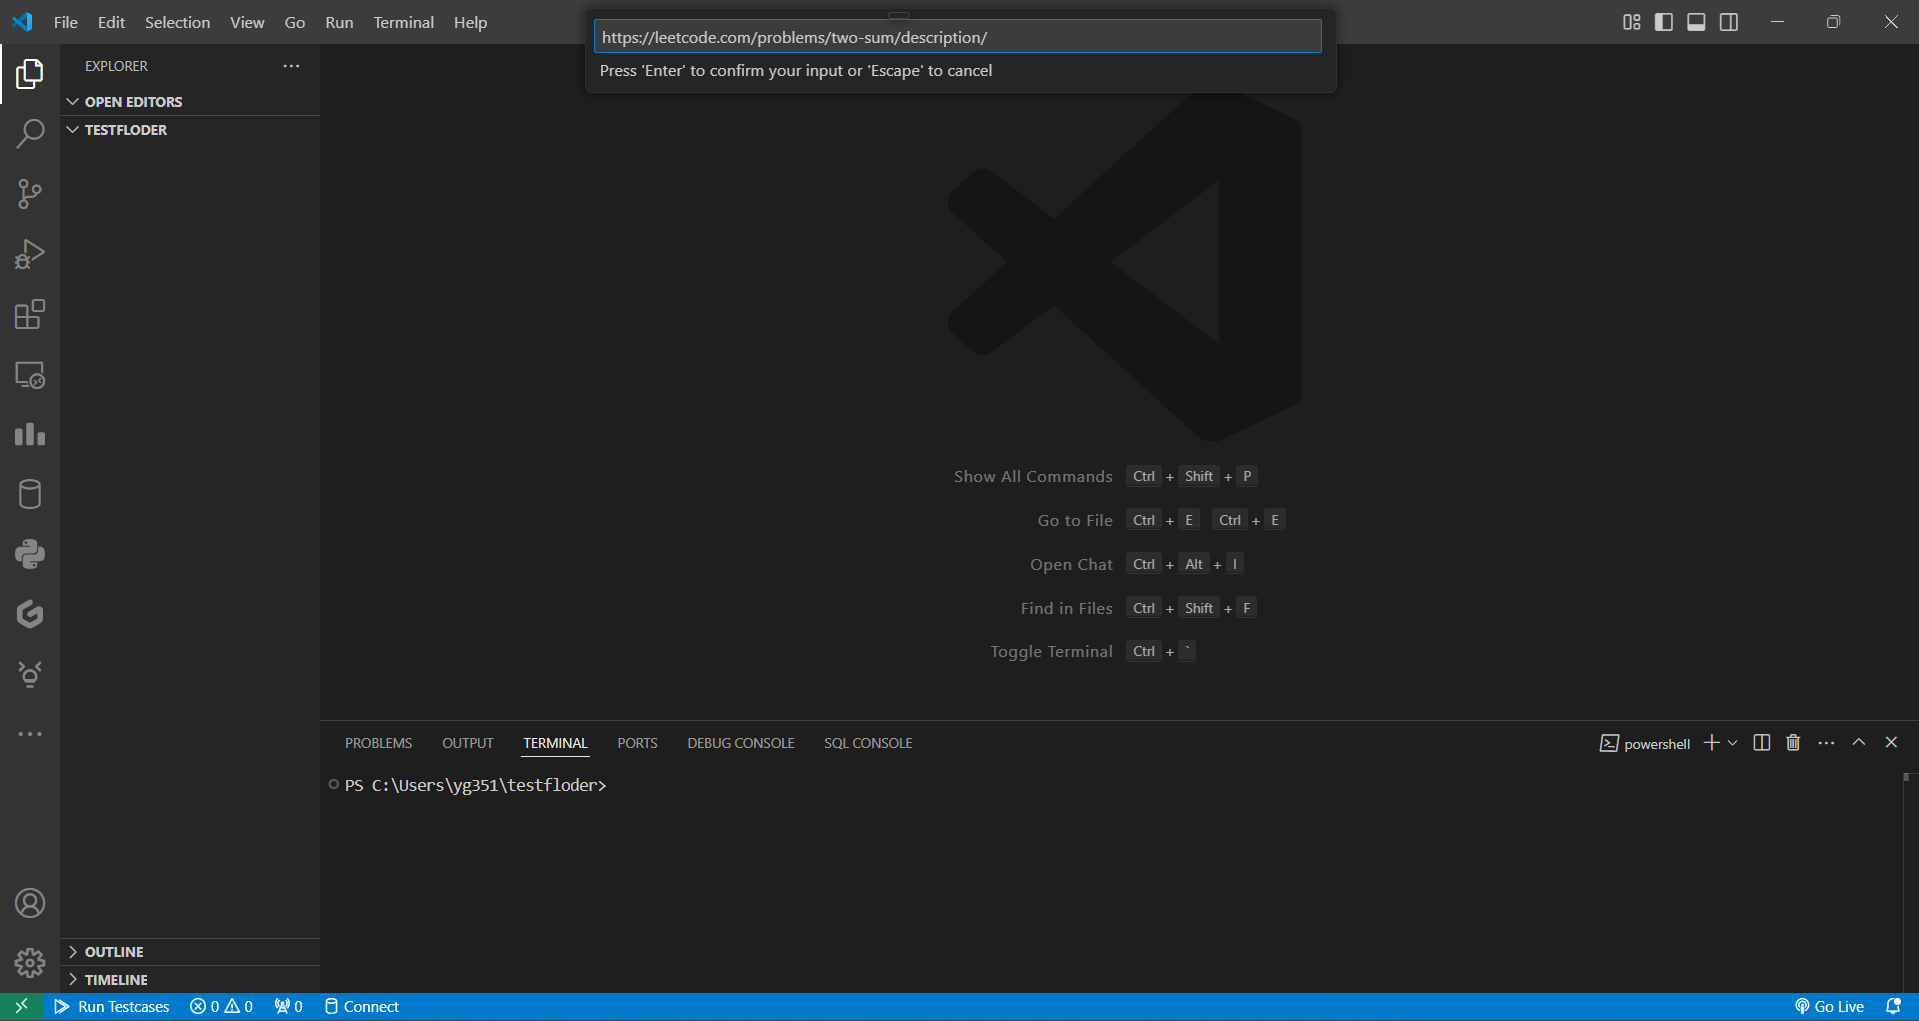 File Edit Selection View Go Run Terminal Help
https://leetcode.com/problems/two-sum/description/
Press 'Enter' to confirm your input or 'Escape' to cancel
EXPLORER
OPEN EDITORS
TESTFLODER
Show All Commands Ctrl + Shift + P
Go to File Ctrl + E Ctrl + E
Open Chat Ctrl + Alt + I
Find in Files Ctrl + Shift + F
Toggle Terminal Ctrl + `
PROBLEMS OUTPUT TERMINAL PORTS DEBUG CONSOLE SQL CONSOLE powershell
PS C:\Users\yg351\testfloder>
OUTLINE
TIMELINE
Run Testcases 0 0 0 Connect Go Live